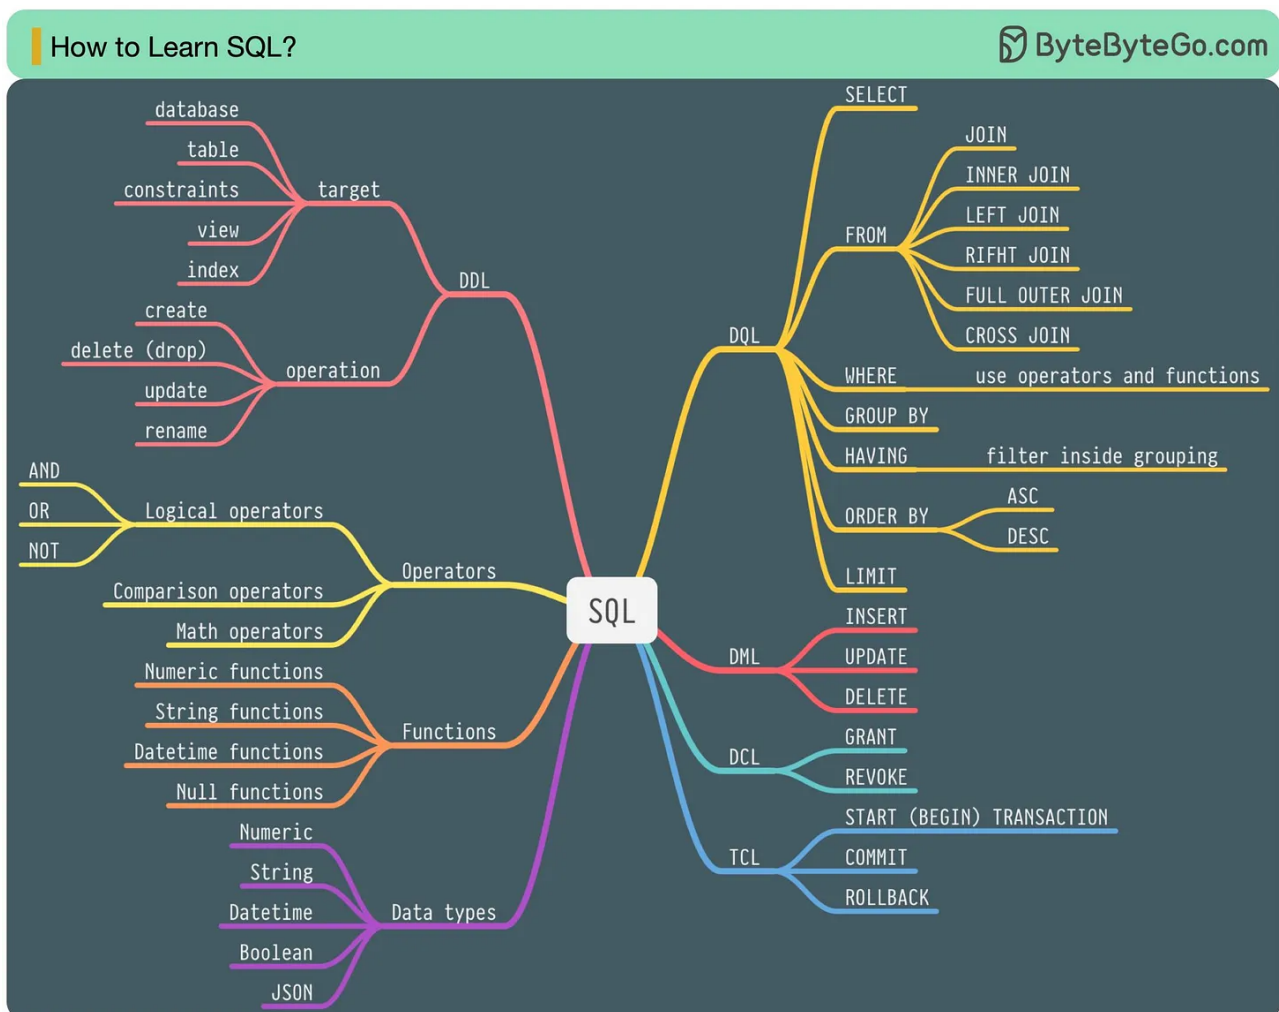 How to Learn SQL?
ByteByteGo.com
SQL
DDL
target
database
table
constraints
view
index
operation
create
delete (drop)
update
rename
Operators
Logical operators
AND
OR
NOT
Comparison operators
Math operators
Functions
Numeric functions
String functions
Datetime functions
Null functions
Data types
Numeric
String
Datetime
Boolean
JSON
DQL
SELECT
FROM
JOIN
INNER JOIN
LEFT JOIN
RIFHT JOIN
FULL OUTER JOIN
CROSS JOIN
WHERE
use operators and functions
GROUP BY
HAVING
filter inside grouping
ORDER BY
ASC
DESC
LIMIT
DML
INSERT
UPDATE
DELETE
DCL
GRANT
REVOKE
TCL
START (BEGIN) TRANSACTION
COMMIT
ROLLBACK